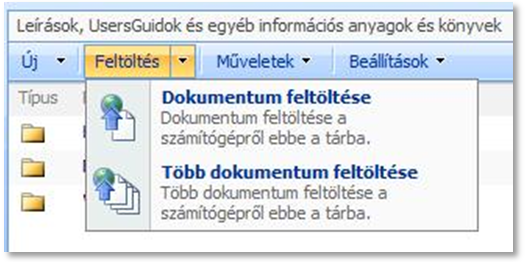 Leírások, UsersGuidok és egyéb információs anyagok és könyvek
Új Feltöltés Műveletek Beállítások
Típus
Dokumentum feltöltése
Dokumentum feltöltése a
számítógépről ebbe a tárba.
Több dokumentum feltöltése
Több dokumentum feltöltése a
számítógépről ebbe a tárba.